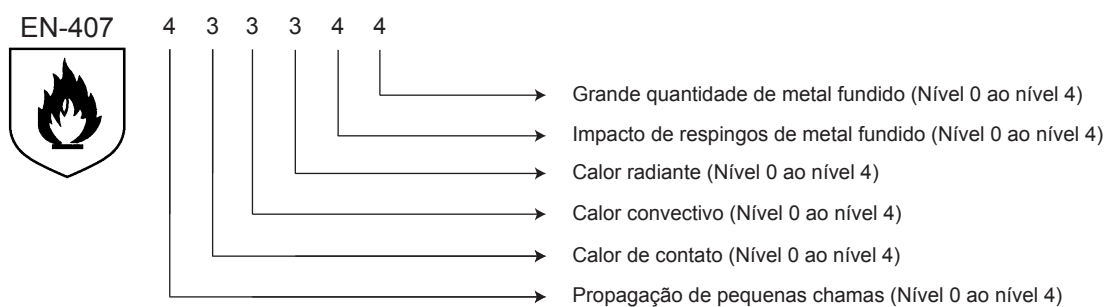 EN-407 4 3 3 3 4 4
Grande quantidade de metal fundido (Nível 0 ao nível 4)
Impacto de respingos de metal fundido (Nível 0 ao nível 4)
Calor radiante (Nível 0 ao nível 4)
Calor convectivo (Nível 0 ao nível 4)
Calor de contato (Nível 0 ao nível 4)
Propagação de pequenas chamas (Nível 0 ao nível 4)